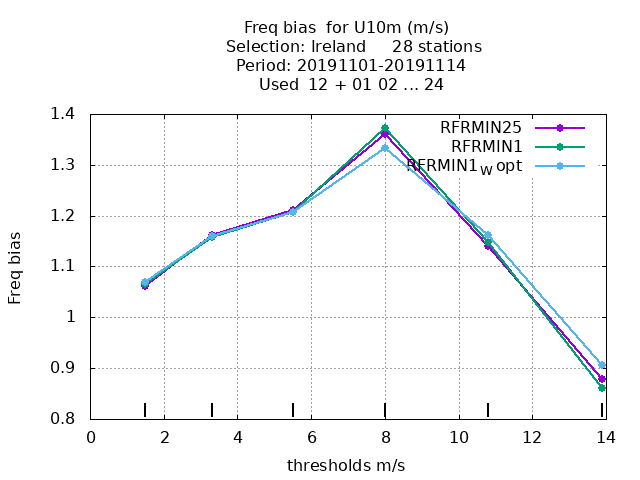 Freq bias  for U10m (m/s)
Selection: Ireland     28 stations
Period: 20191101-20191114
Used  12 + 01 02 ... 24
RFRMIN25
RFRMIN1
RFRMIN1W opt
1.4
1.3
1.2
1.1
1
0.9
0.8
Freq bias
0 2 4 6 8 10 12 14
thresholds m/s